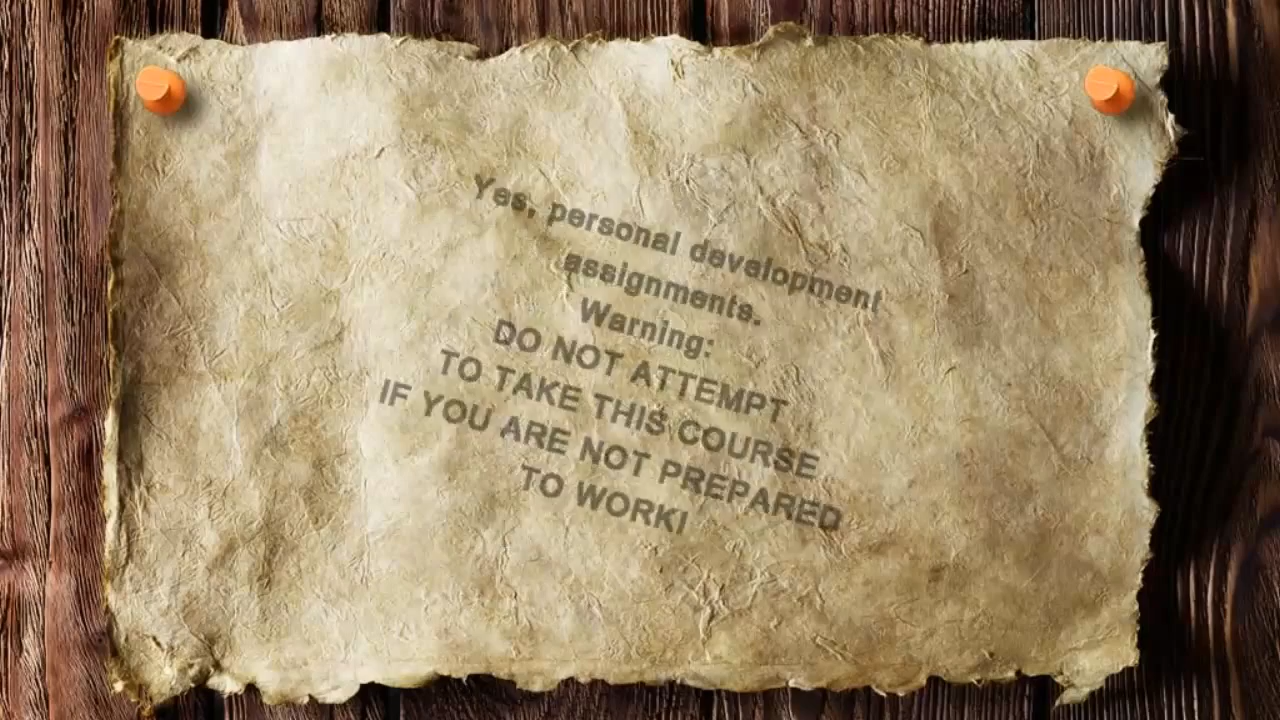 Yes, personal development
assignments.
Warning:
DO NOT ATTEMPT
TO TAKE THIS COURSE
IF YOU ARE NOT PREPARED
TO WORK!